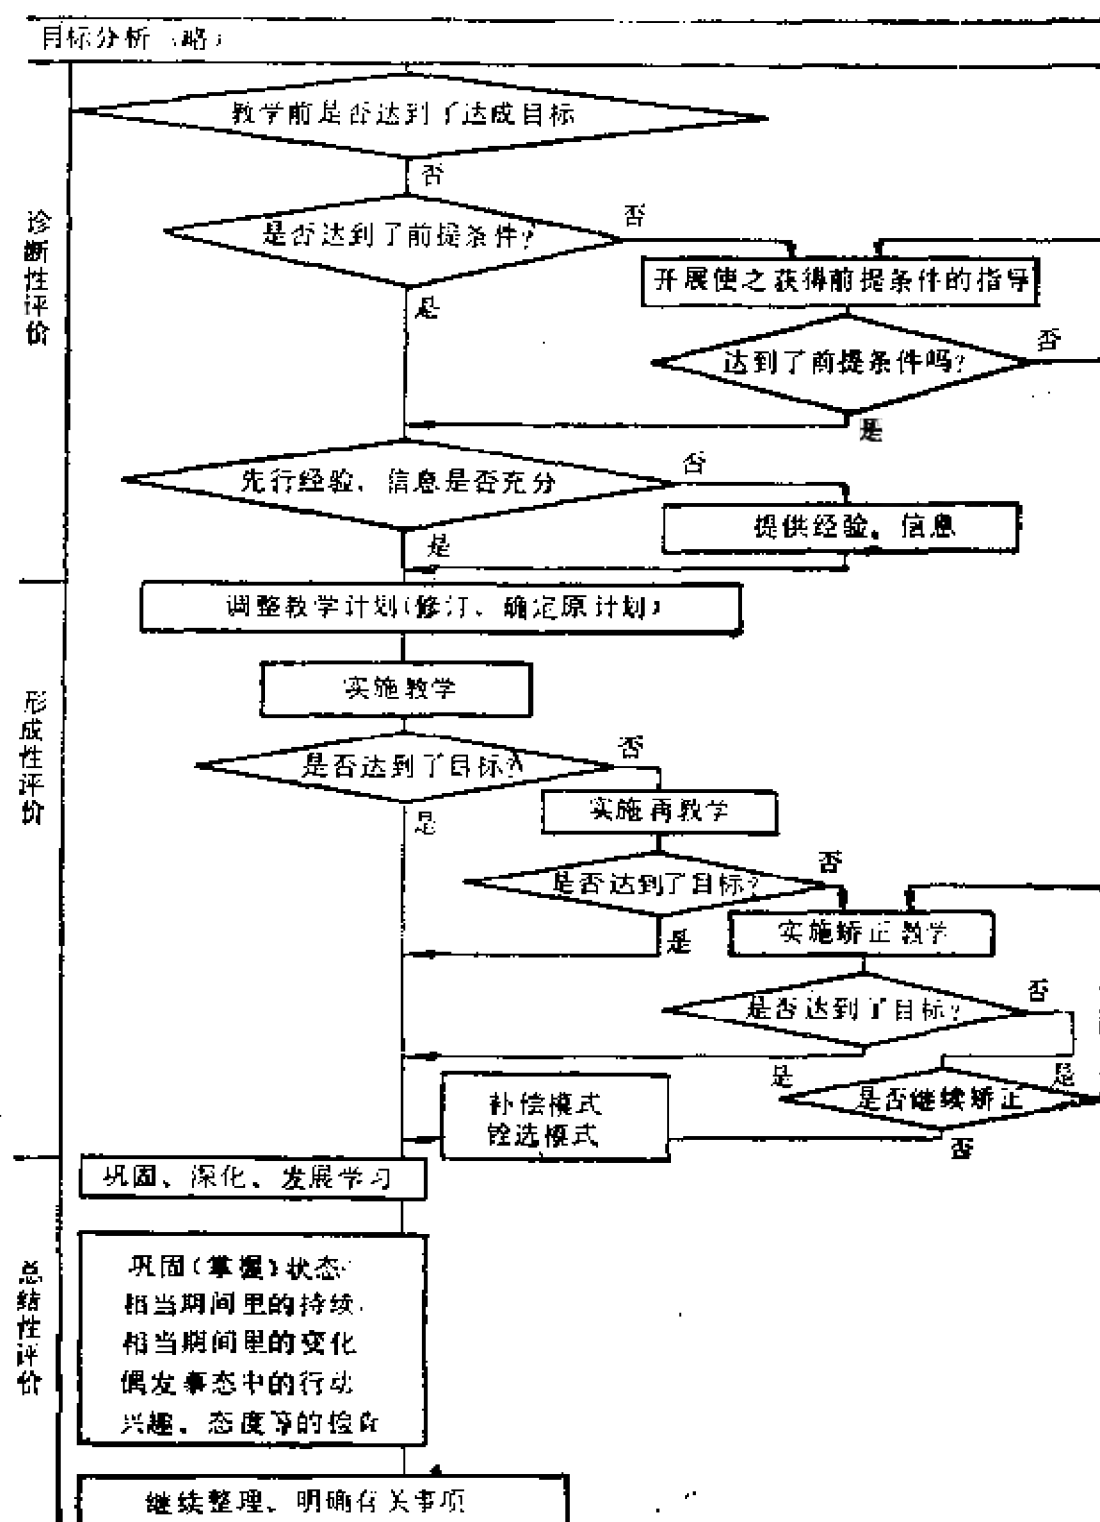 目标分析（略）
教学前是否达到了达成目标
否
诊断性评价
是否达到了前提条件?
否
开展使之获得前提条件的指导
是
达到了前提条件吗?
否
是
先行经验、信息是否充分
否
提供经验、信息
是
调整教学计划(修订、确定原计划)
实施教学
形成性评价
是否达到了目标?
否
实施再教学
是
是否达到了目标?
否
实施矫正教学
是
是否达到了目标?
否
是
是否继续矫正
是
否
补偿模式
铨选模式
巩固、深化、发展学习
总结性评价
巩固(掌握)状态
相当期间里的持续
相当期间里的变化
偶发事态中的行动
兴趣、态度等的检查
继续整理、明确有关事项